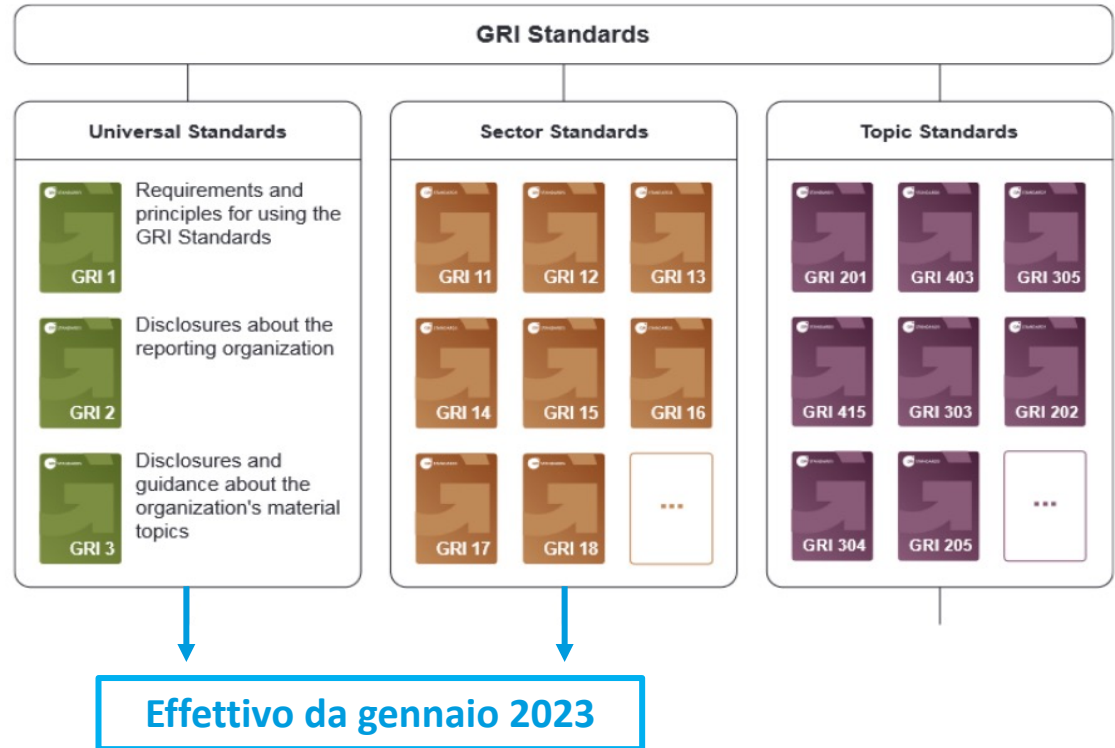 GRI Standards
Universal Standards
Requirements and
principles for using the
GRI Standards
GRI 1
Disclosures about the
reporting organization
GRI 2
Disclosures and
guidance about the
organization's material
topics
GRI 3
Sector Standards
GRI 11 GRI 12 GRI 13
GRI 14 GRI 15 GRI 16
GRI 17 GRI 18 ...
Topic Standards
GRI 201 GRI 403 GRI 305
GRI 415 GRI 303 GRI 202
GRI 304 GRI 205 ...
Effettivo da gennaio 2023